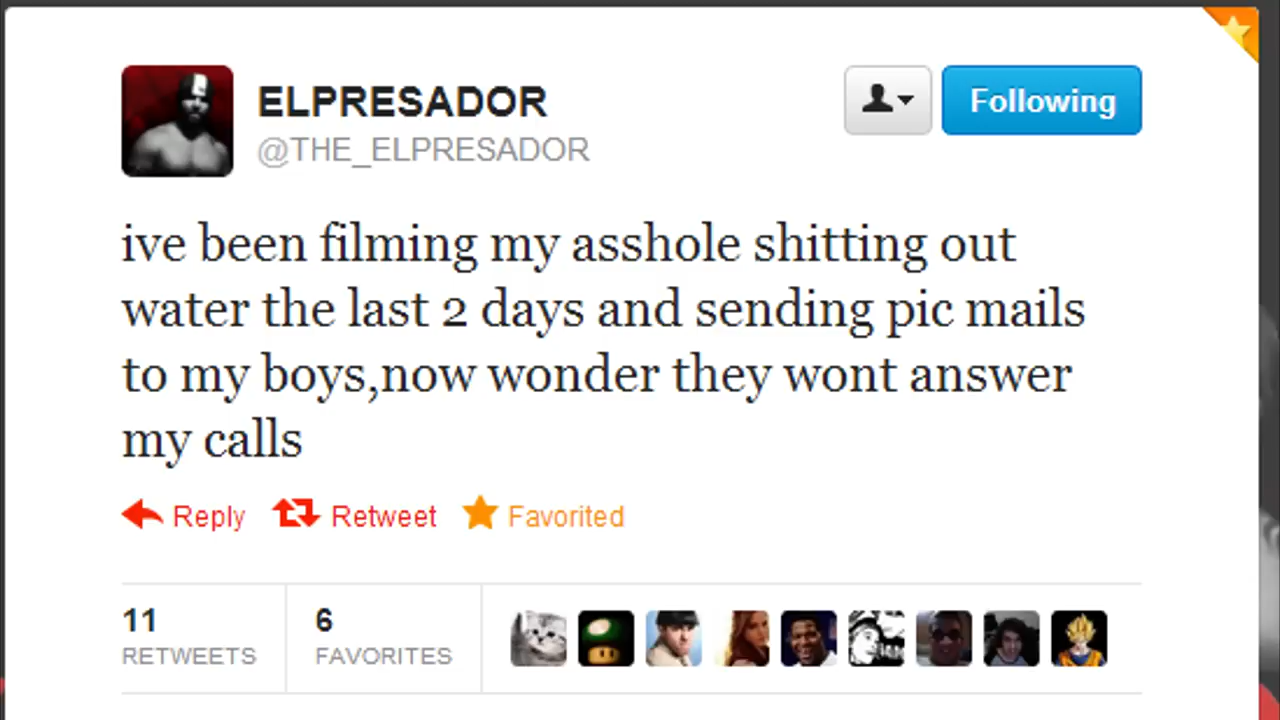 ELPRESADOR
@THE_ELPRESADOR
Following
ive been filming my asshole shitting out
water the last 2 days and sending pic mails
to my boys,now wonder they wont answer
my calls
Reply Retweet Favorited
11 6
RETWEETS FAVORITES